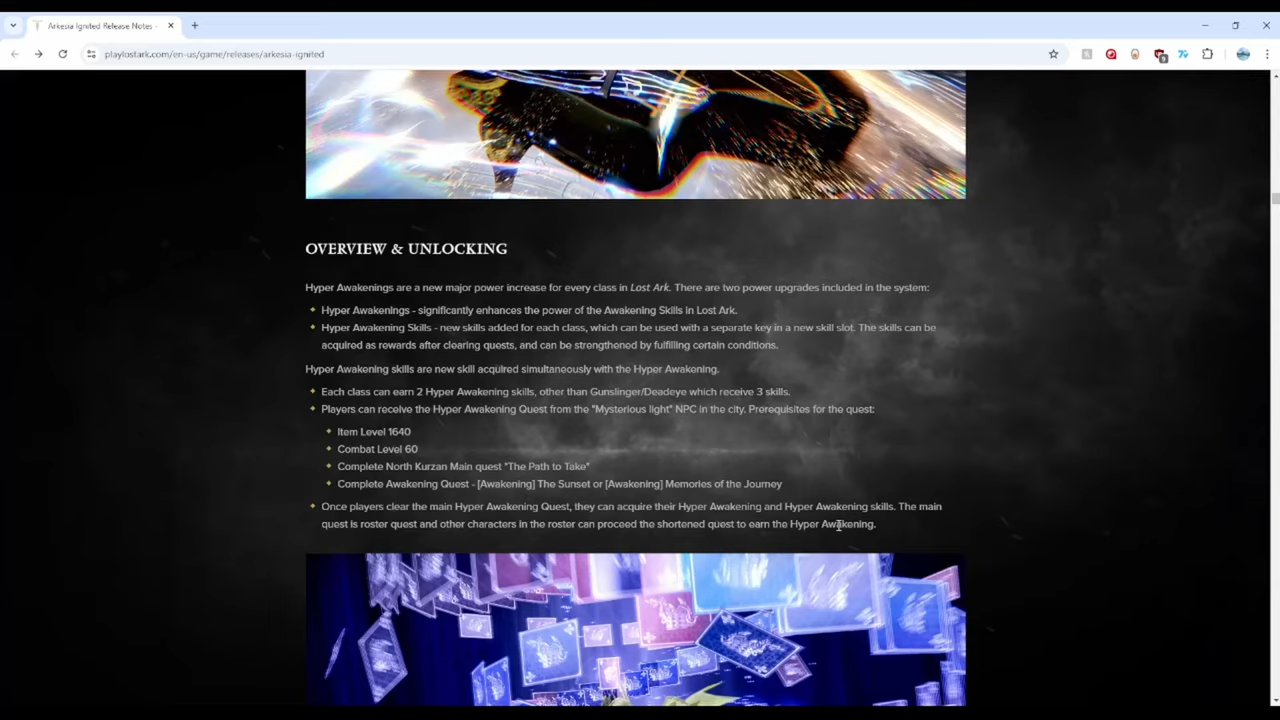 Arkesia Ignited Release Notes -
playlostark.com/en-us/game/releases/arkesia-ignited
OVERVIEW & UNLOCKING
Hyper Awakenings are a new major power increase for every class in Lost Ark. There are two power upgrades included in the system:
Hyper Awakenings - significantly enhances the power of the Awakening Skills in Lost Ark.
Hyper Awakening Skills - new skills added for each class, which can be used with a separate key in a new skill slot. The skills can be
acquired as rewards after clearing quests, and can be strengthened by fulfilling certain conditions.
Hyper Awakening skills are new skill acquired simultaneously with the Hyper Awakening.
Each class can earn 2 Hyper Awakening skills, other than Gunslinger/Deadeye which receive 3 skills.
Players can receive the Hyper Awakening Quest from the "Mysterious light" NPC in the city. Prerequisites for the quest:
Item Level 1640
Combat Level 60
Complete North Kurzan Main quest "The Path to Take"
Complete Awakening Quest - [Awakening] The Sunset or [Awakening] Memories of the Journey
Once players clear the main Hyper Awakening Quest, they can acquire their Hyper Awakening and Hyper Awakening skills. The main
quest is roster quest and other characters in the roster can proceed the shortened quest to earn the Hyper Awakening.